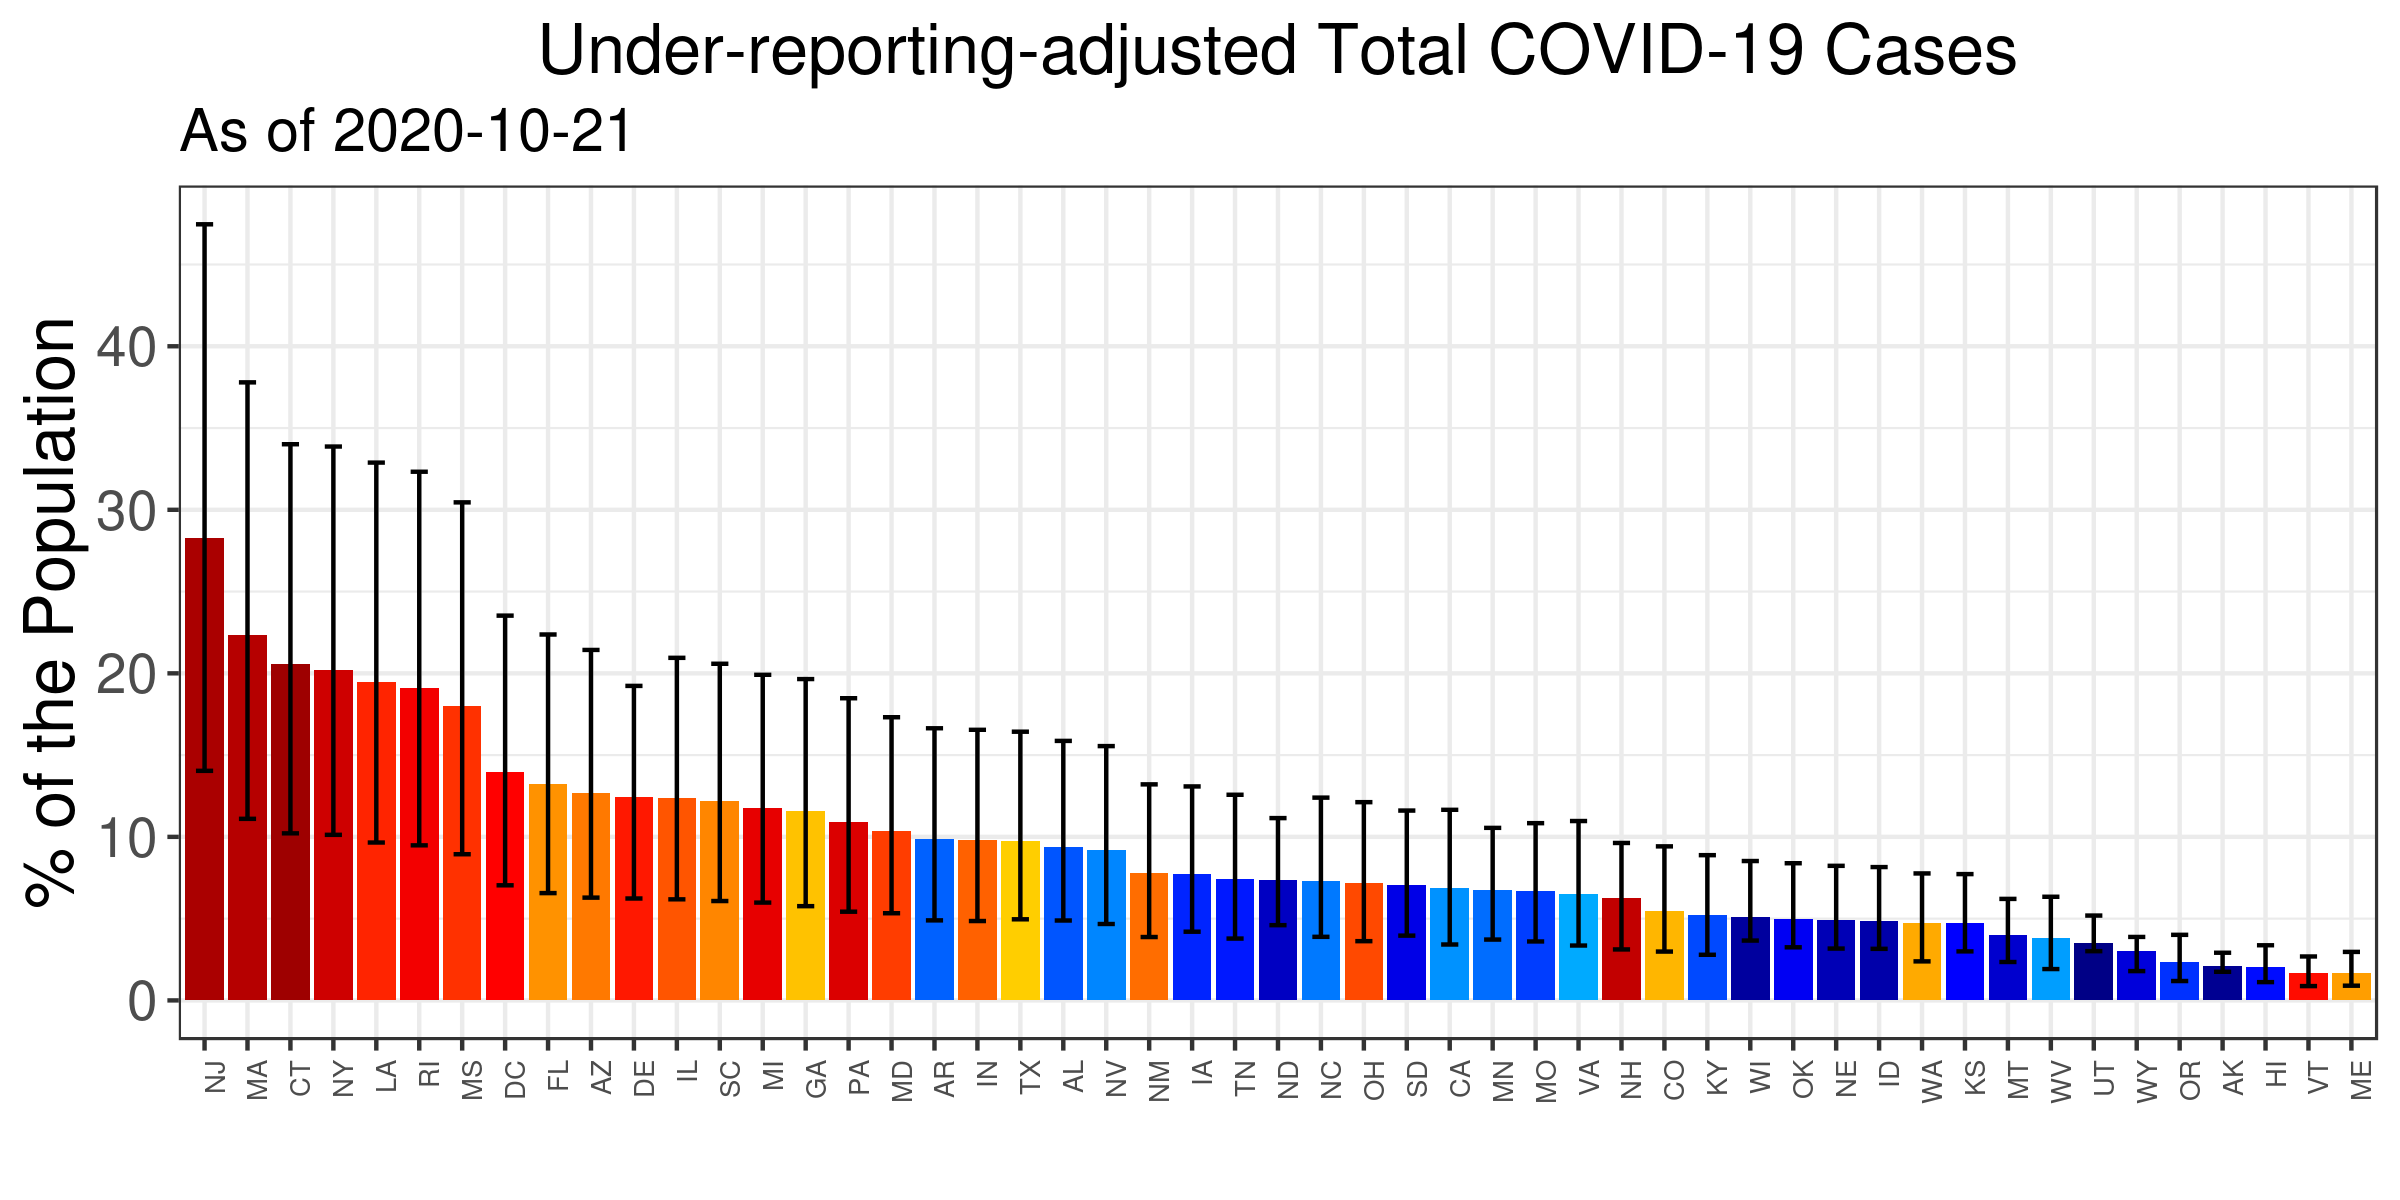 Under-reporting-adjusted Total COVID-19 Cases
As of 2020-10-21
% of the Population
40
30
20
10
0
NJ MA CT NY LA RI MS DC FL AZ DE IL SC MI GA PA MD AR IN TX AL NV NM IA TN ND NC OH SD CA MN MO VA NH CO KY WI OK NE ID WA KS MT WV UT WY OR AK HI VT ME